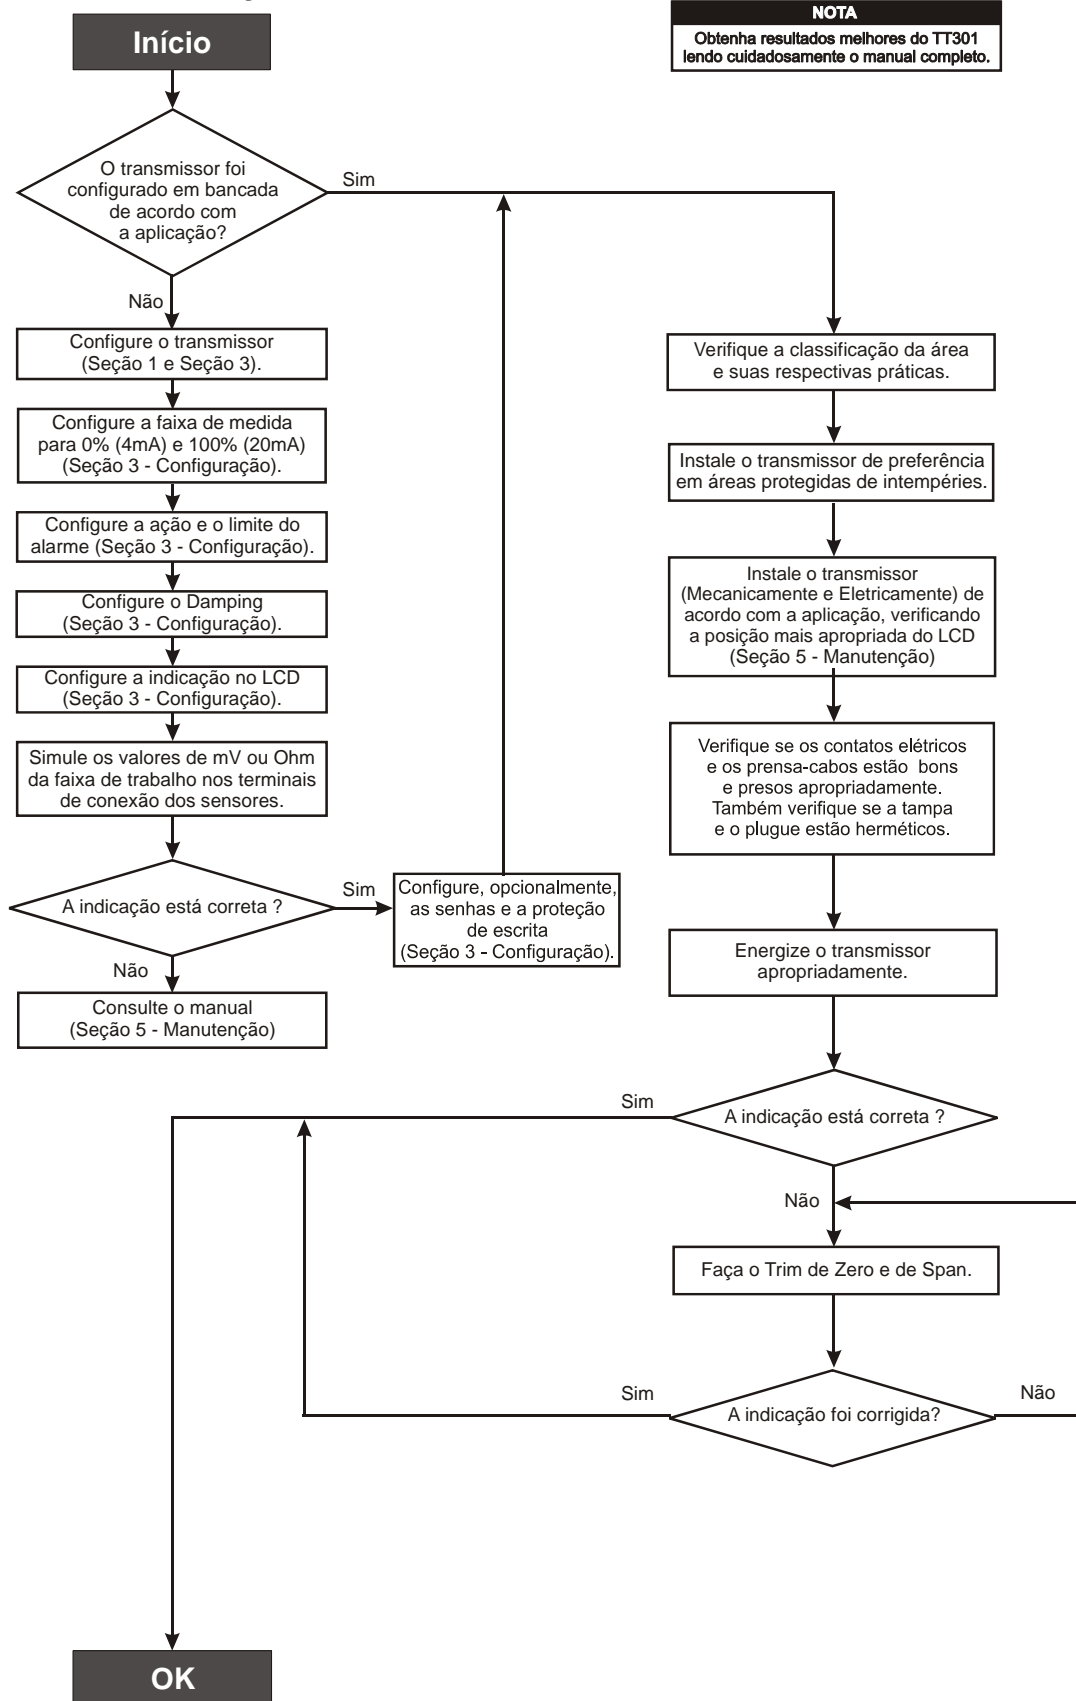 Início
NOTA
Obtenha resultados melhores do TT301
lendo cuidadosamente o manual completo.
O transmissor foi
configurado em bancada
de acordo com
a aplicação?
Sim
Não
Configure o transmissor
(Seção 1 e Seção 3).
Configure a faixa de medida
para 0% (4mA) e 100% (20mA)
(Seção 3 - Configuração).
Configure a ação e o limite do
alarme (Seção 3 - Configuração).
Configure o Damping
(Seção 3 - Configuração).
Configure a indicação no LCD
(Seção 3 - Configuração).
Simule os valores de mV ou Ohm
da faixa de trabalho nos terminais
de conexão dos sensores.
A indicação está correta ?
Sim
Configure, opcionalmente,
as senhas e a proteção
de escrita
(Seção 3 - Configuração).
Não
Consulte o manual
(Seção 5 - Manutenção)
Verifique a classificação da área
e suas respectivas práticas.
Instale o transmissor de preferência
em áreas protegidas de intempéries.
Instale o transmissor
(Mecanicamente e Eletricamente) de
acordo com a aplicação, verificando
a posição mais apropriada do LCD
(Seção 5 - Manutenção)
Verifique se os contatos elétricos
e os prensa-cabos estão bons
e presos apropriadamente.
Também verifique se a tampa
e o plugue estão herméticos.
Energize o transmissor
apropriadamente.
Sim
A indicação está correta ?
Não
Faça o Trim de Zero e de Span.
Sim
A indicação foi corrigida?
Não
OK